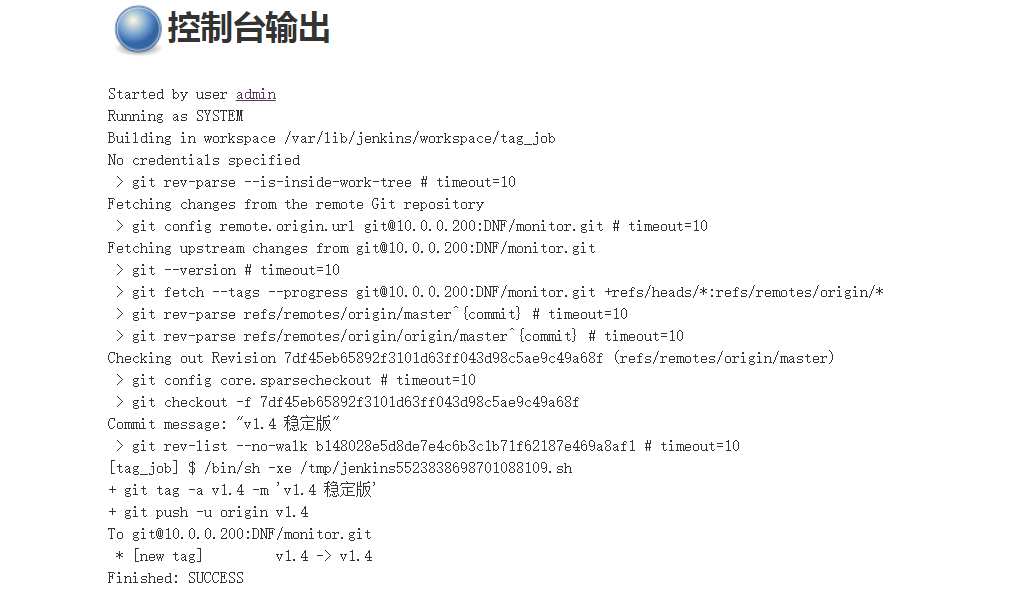 控制台输出
Started by user admin
Running as SYSTEM
Building in workspace /var/lib/jenkins/workspace/tag_job
No credentials specified
 > git rev-parse --is-inside-work-tree # timeout=10
Fetching changes from the remote Git repository
 > git config remote.origin.url git@10.0.0.200:DNF/monitor.git # timeout=10
Fetching upstream changes from git@10.0.0.200:DNF/monitor.git
 > git --version # timeout=10
 > git fetch --tags --progress git@10.0.0.200:DNF/monitor.git +refs/heads/*:refs/remotes/origin/*
 > git rev-parse refs/remotes/origin/master^{commit} # timeout=10
 > git rev-parse refs/remotes/origin/origin/master^{commit} # timeout=10
Checking out Revision 7df45eb65892f3101d63ff043d98c5ae9c49a68f (refs/remotes/origin/master)
 > git config core.sparsecheckout # timeout=10
 > git checkout -f 7df45eb65892f3101d63ff043d98c5ae9c49a68f
Commit message: "v1.4 稳定版"
 > git rev-list --no-walk b148028e5d8de7e4c6b3c1b71f62187e469a8af1 # timeout=10
[tag_job] $ /bin/sh -xe /tmp/jenkins5523838698701088109.sh
+ git tag -a v1.4 -m 'v1.4 稳定版'
+ git push -u origin v1.4
To git@10.0.0.200:DNF/monitor.git
 * [new tag]         v1.4 -> v1.4
Finished: SUCCESS